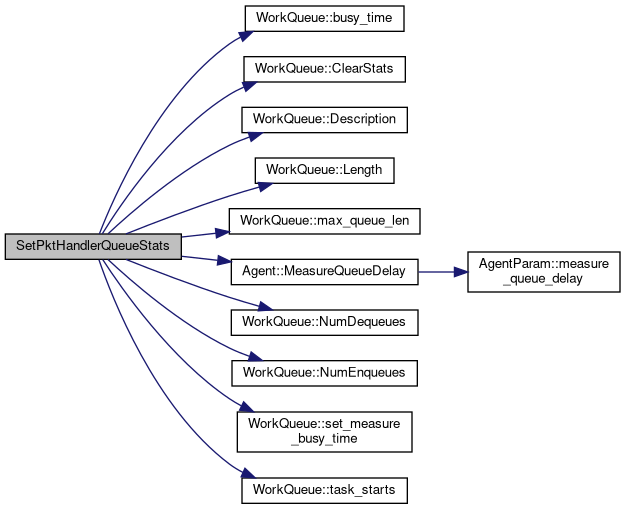 WorkQueue::busy_time
WorkQueue::ClearStats
WorkQueue::Description
WorkQueue::Length
WorkQueue::max_queue_len
SetPktHandlerQueueStats
Agent::MeasureQueueDelay
AgentParam::measure
_queue_delay
WorkQueue::NumDequeues
WorkQueue::NumEnqueues
WorkQueue::set_measure
_busy_time
WorkQueue::task_starts